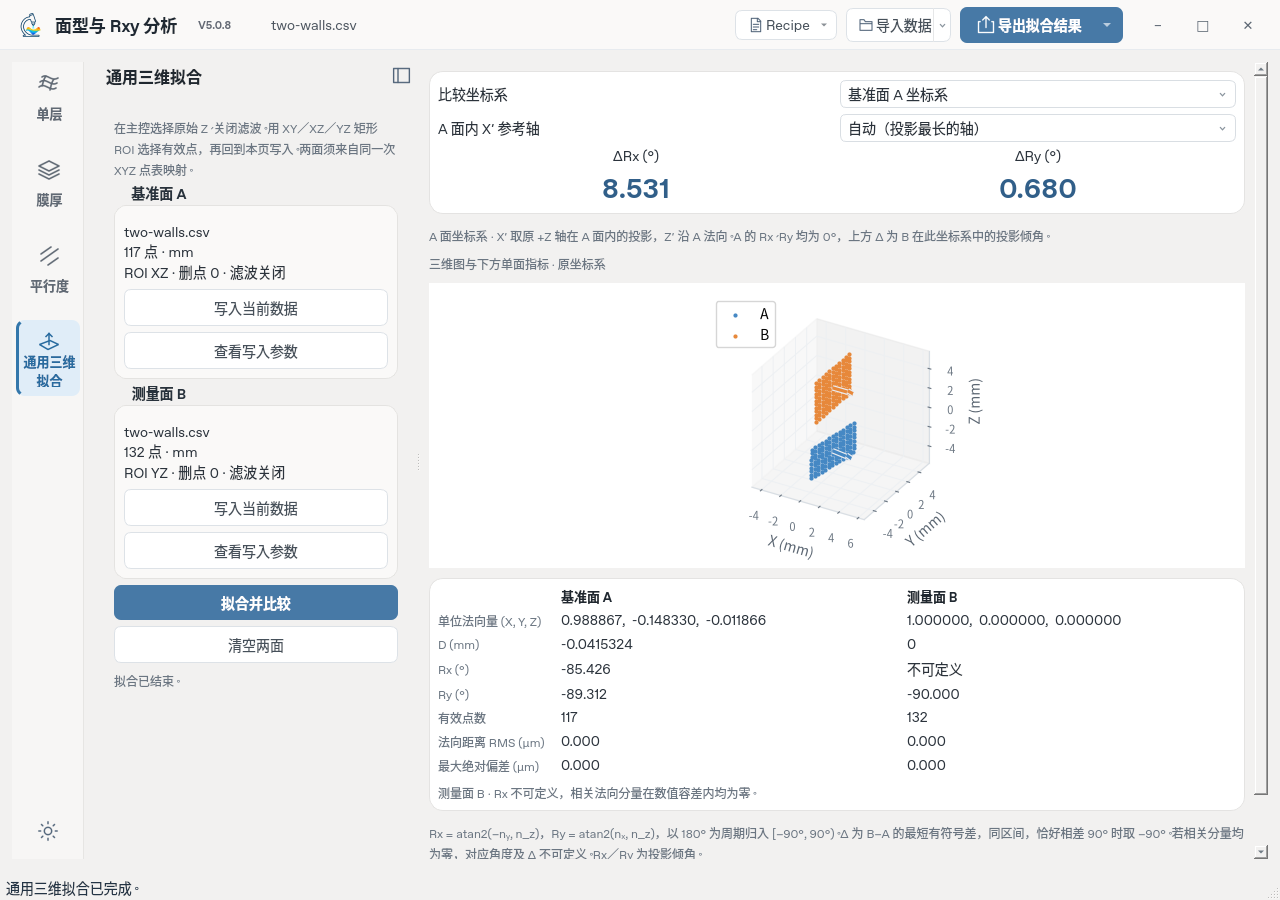 面型与 Rxy 分析 V5.0.8 two-walls.csv Recipe 导入数据 导出拟合结果
单层
膜厚
平行度
通用三维
拟合
通用三维拟合
在主控选择原始 Z，关闭滤波。用 XY／XZ／YZ 矩形
ROI 选择有效点，再回到本页写入。两面须来自同一次
XYZ 点表映射。
基准面 A
two-walls.csv
117 点 · mm
ROI XZ · 删点 0 · 滤波关闭
写入当前数据
查看写入参数
测量面 B
two-walls.csv
132 点 · mm
ROI YZ · 删点 0 · 滤波关闭
写入当前数据
查看写入参数
拟合并比较
清空两面
拟合已结束。
比较坐标系 基准面 A 坐标系
A 面内 X′ 参考轴 自动（投影最长的轴）
ΔRx (°) ΔRy (°)
8.531 0.680
A 面坐标系 · X′ 取原 +Z 轴在 A 面内的投影，Z′ 沿 A 法向。A 的 Rx、Ry 均为 0°，上方 Δ 为 B 在此坐标系中的投影倾角。
三维图与下方单面指标 · 原坐标系
A
B
4
2
0
-2
-4
Z (mm)
-4 -2 0 2 4 6
X (mm)
-4 -2 0 2 4
Y (mm)
基准面 A 测量面 B
单位法向量 (X, Y, Z) 0.988867, -0.148330, -0.011866 1.000000, 0.000000, 0.000000
D (mm) -0.0415324 0
Rx (°) -85.426 不可定义
Ry (°) -89.312 -90.000
有效点数 117 132
法向距离 RMS (μm) 0.000 0.000
最大绝对偏差 (μm) 0.000 0.000
测量面 B · Rx 不可定义，相关法向分量在数值容差内均为零。
Rx = atan2(−nᵧ, n_z)，Ry = atan2(nₓ, n_z)，以 180° 为周期归入 [−90°, 90°)。Δ 为 B−A 的最短有符号差，同区间，恰好相差 90° 时取 −90°。若相关分量均
为零，对应角度及 Δ 不可定义。Rx／Ry 为投影倾角。
通用三维拟合已完成。